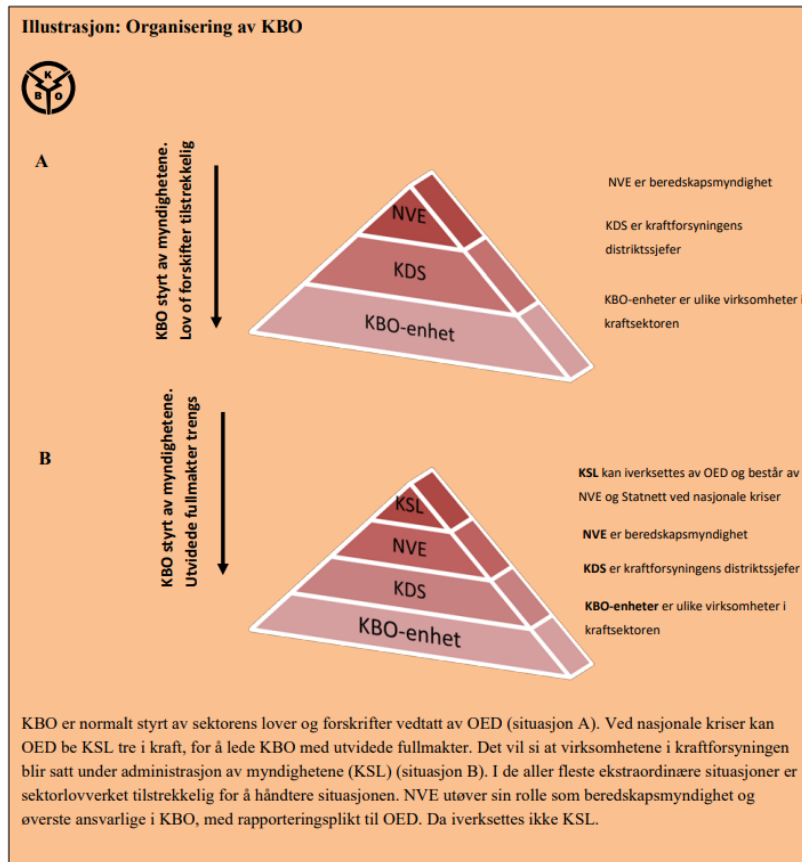 Illustrasjon: Organisering av KBO
K
B O
A
KBO styrt av myndighetene.
Lov of forskifter tilstrekkelig
NVE
KDS
KBO-enhet
NVE er beredskapsmyndighet
KDS er kraftforsyningens
distriktssjefer
KBO-enheter er ulike virksomheter i
kraftsektoren
B
KBO styrt av myndighetene.
Utvidede fullmakter trengs
KSL
NVE
KDS
KBO-enhet
KSL kan iverksettes av OED og består av
NVE og Statnett ved nasjonale kriser
NVE er beredskapsmyndighet
KDS er kraftforsyningens distriktssjefer
KBO-enheter er ulike virksomheter i
kraftsektoren
KBO er normalt styrt av sektorens lover og forskrifter vedtatt av OED (situasjon A). Ved nasjonale kriser kan
OED be KSL tre i kraft, for å lede KBO med utvidede fullmakter. Det vil si at virksomhetene i kraftforsyningen
blir satt under administrasjon av myndighetene (KSL) (situasjon B). I de aller fleste ekstraordinære situasjoner er
sektorlovverket tilstrekkelig for å håndtere situasjonen. NVE utøver sin rolle som beredskapsmyndighet og
øverste ansvarlige i KBO, med rapporteringsplikt til OED. Da iverksettes ikke KSL.